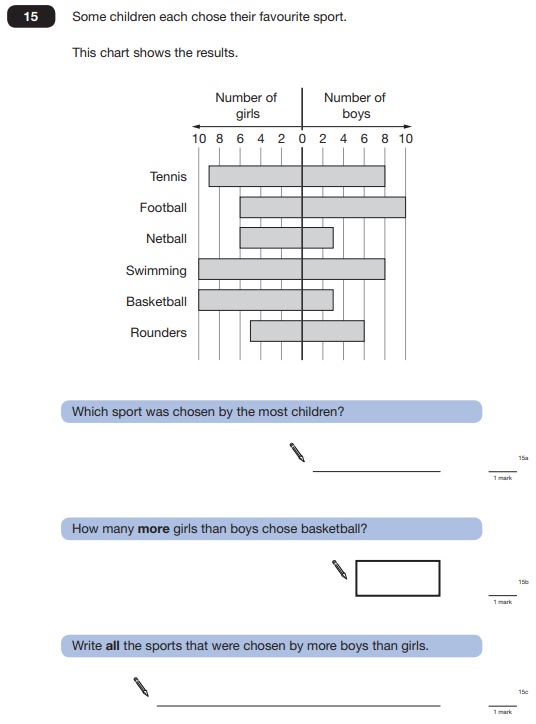 15 Some children each chose their favourite sport.
This chart shows the results.
Number of girls
Number of boys
10 8 6 4 2 0 2 4 6 8 10
Tennis
Football
Netball
Swimming
Basketball
Rounders
Which sport was chosen by the most children?
15a
1 mark
How many more girls than boys chose basketball?
15b
1 mark
Write all the sports that were chosen by more boys than girls.
15c
1 mark